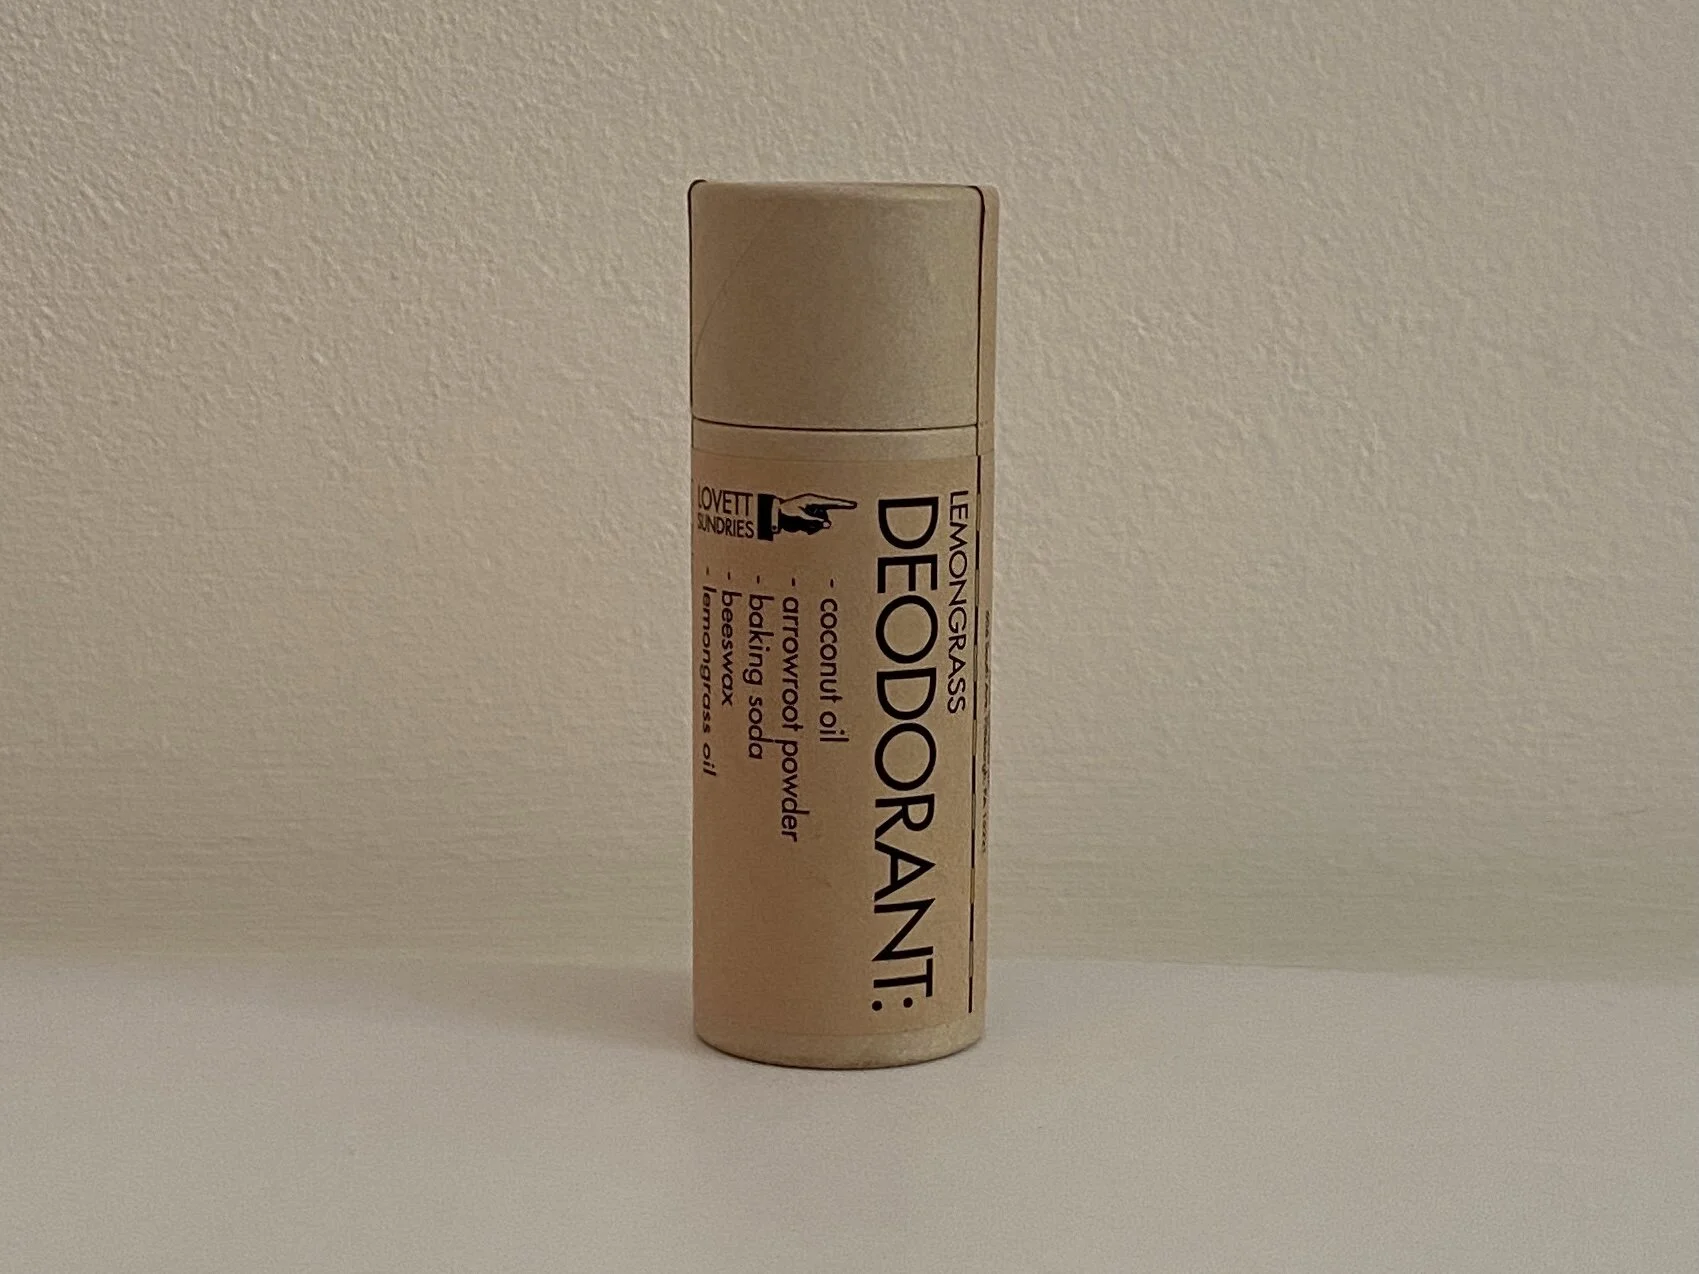 LEMONGRASS
DEODORANT:
LOVETT
SUNDRIES
- coconut oil
- arrowroot powder
- baking soda
- beeswax
- lemongrass oil